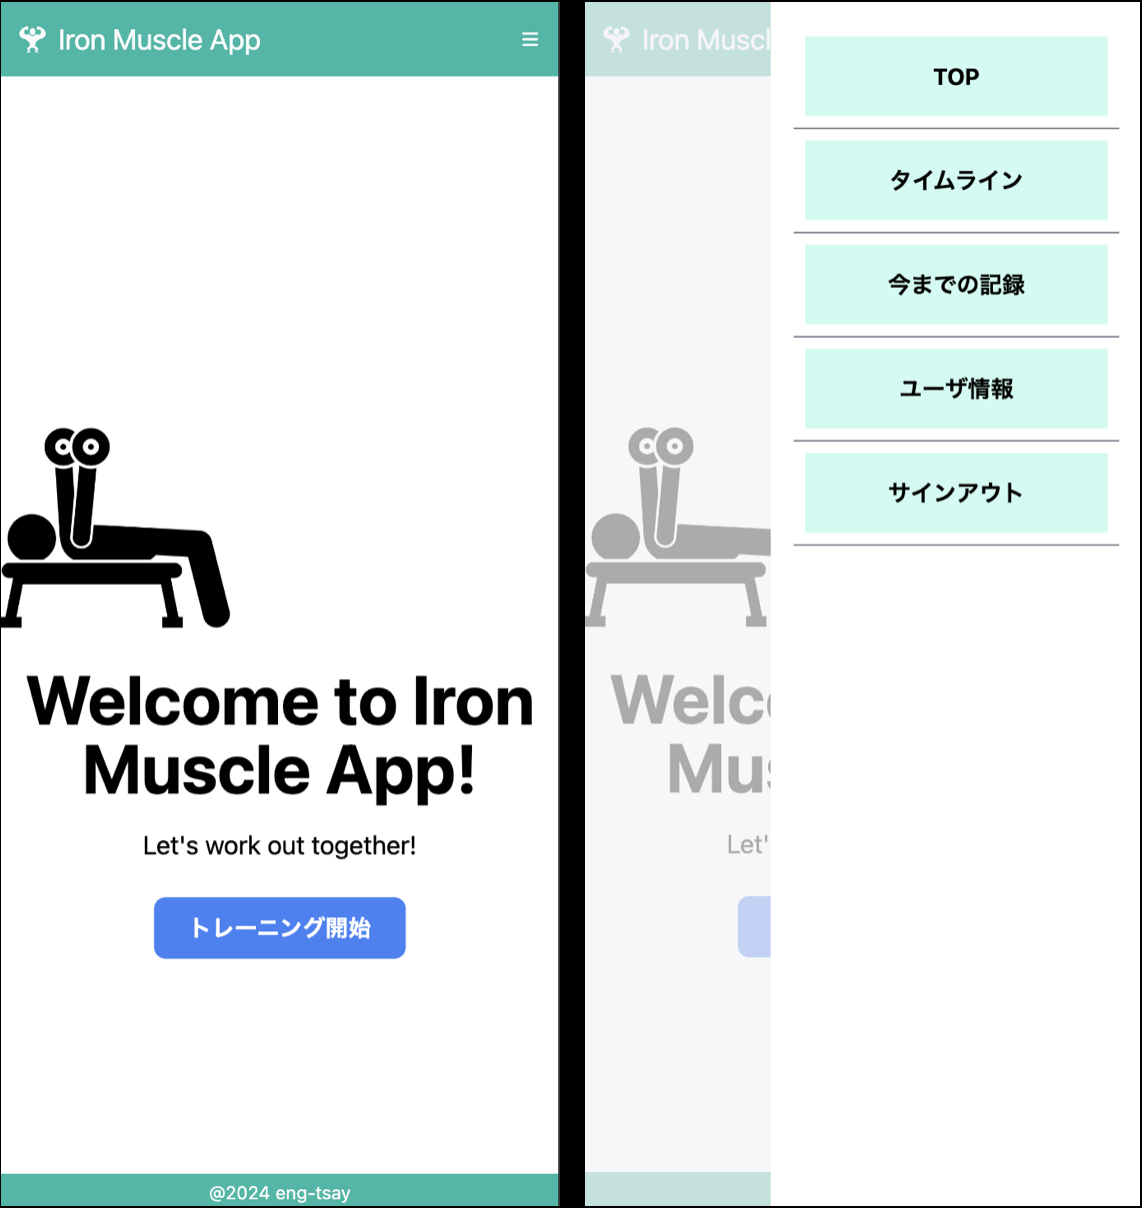 Iron Muscle App
Welcome to Iron
Muscle App!
Let's work out together!
トレーニング開始
@2024 eng-tsay
Iron Muscl
Welc
Mus
Let'
TOP
タイムライン
今までの記録
ユーザ情報
サインアウト